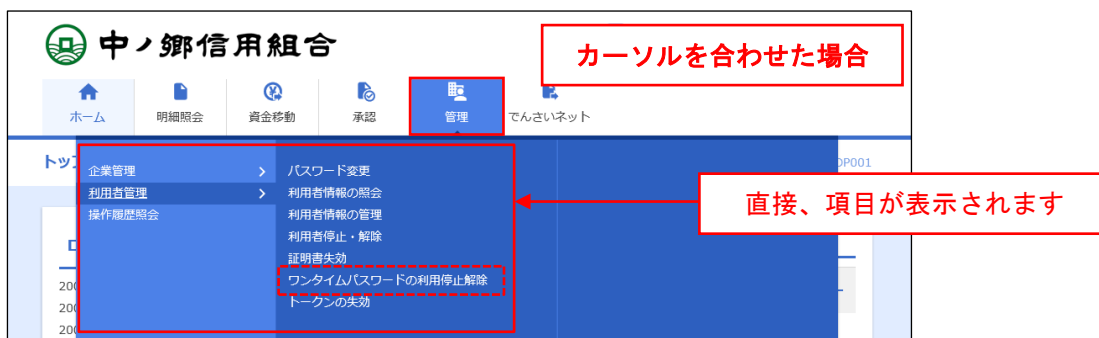 中ノ郷信用組合
カーソルを合わせた場合
ホーム 明細照会 資金移動 承認 管理 でんさいネット
トップ
企業管理
利用者管理
操作履歴照会
パスワード変更
利用者情報の照会
利用者情報の管理
利用者停止・解除
証明書失効
ワンタイムパスワードの利用停止解除
トークンの失効
直接、項目が表示されます
200
200
200